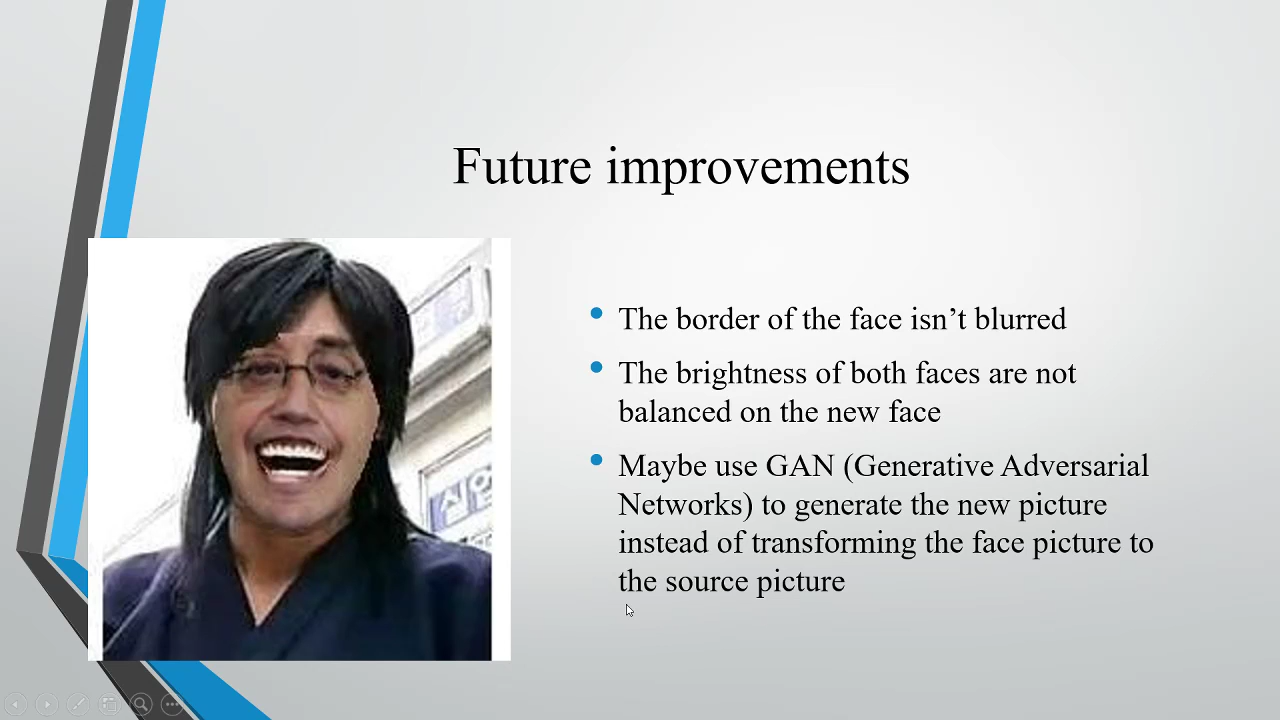 Future improvements
The border of the face isn’t blurred
The brightness of both faces are not
balanced on the new face
Maybe use GAN (Generative Adversarial
Networks) to generate the new picture
instead of transforming the face picture to
the source picture